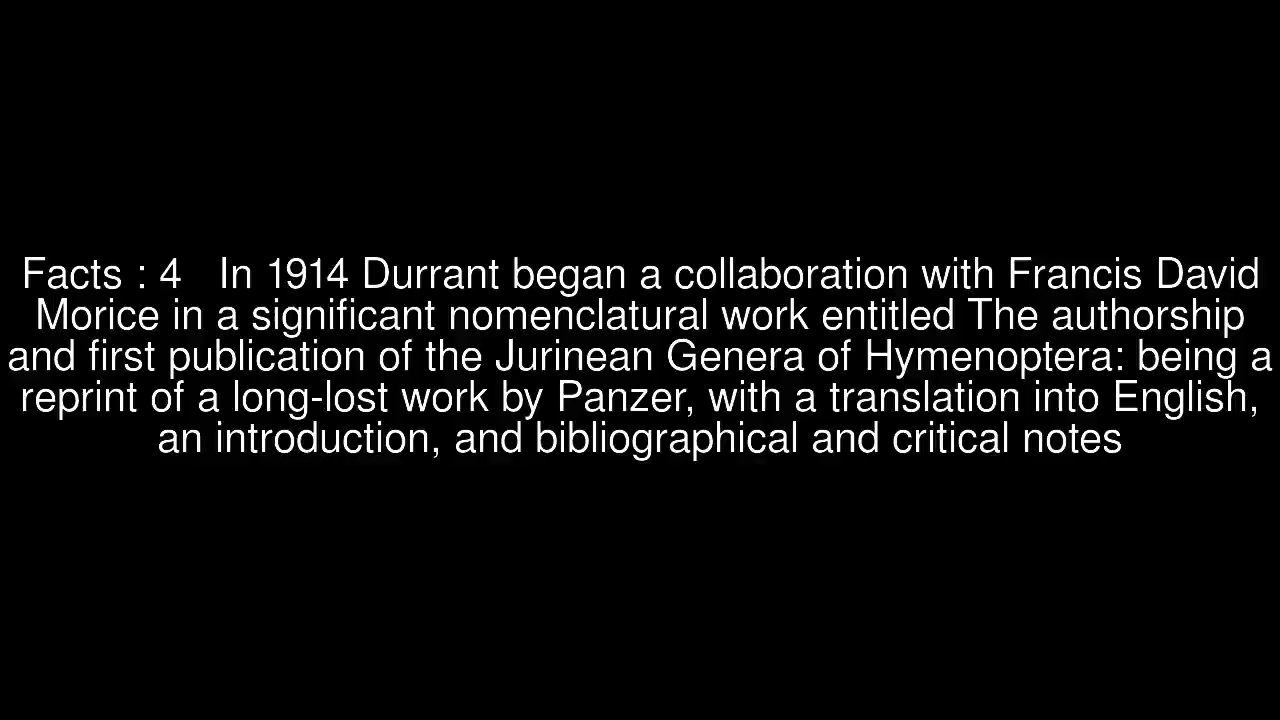 Facts : 4 In 1914 Durrant began a collaboration with Francis David
Morice in a significant nomenclatural work entitled The authorship
and first publication of the Jurinean Genera of Hymenoptera: being a
reprint of a long-lost work by Panzer, with a translation into English,
an introduction, and bibliographical and critical notes